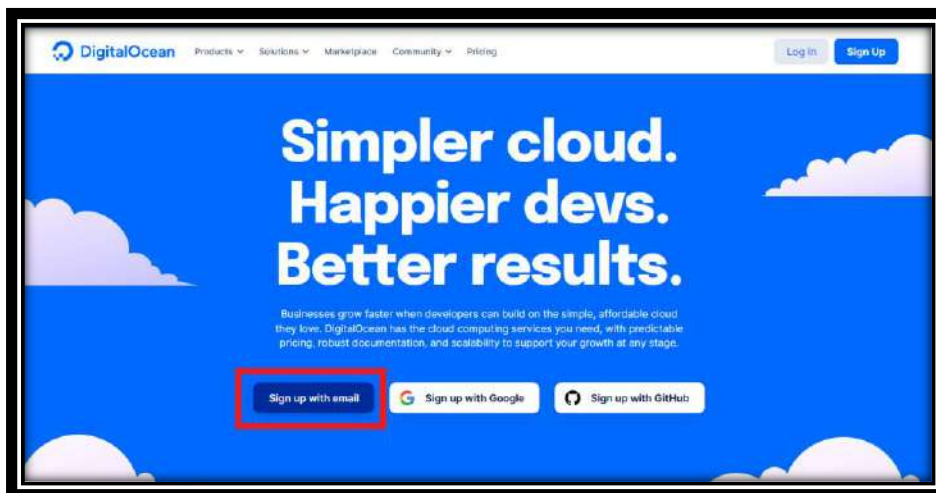 DigitalOcean Products Solutions Marketplace Community Pricing Log In Sign Up
Simpler cloud.
Happier devs.
Better results.
Businesses grow faster when developers can build on the simple, affordable cloud
they love. DigitalOcean has the cloud computing services you need, with predictable
pricing, robust documentation, and scalability to support your growth at any stage.
Sign up with email Sign up with Google Sign up with GitHub